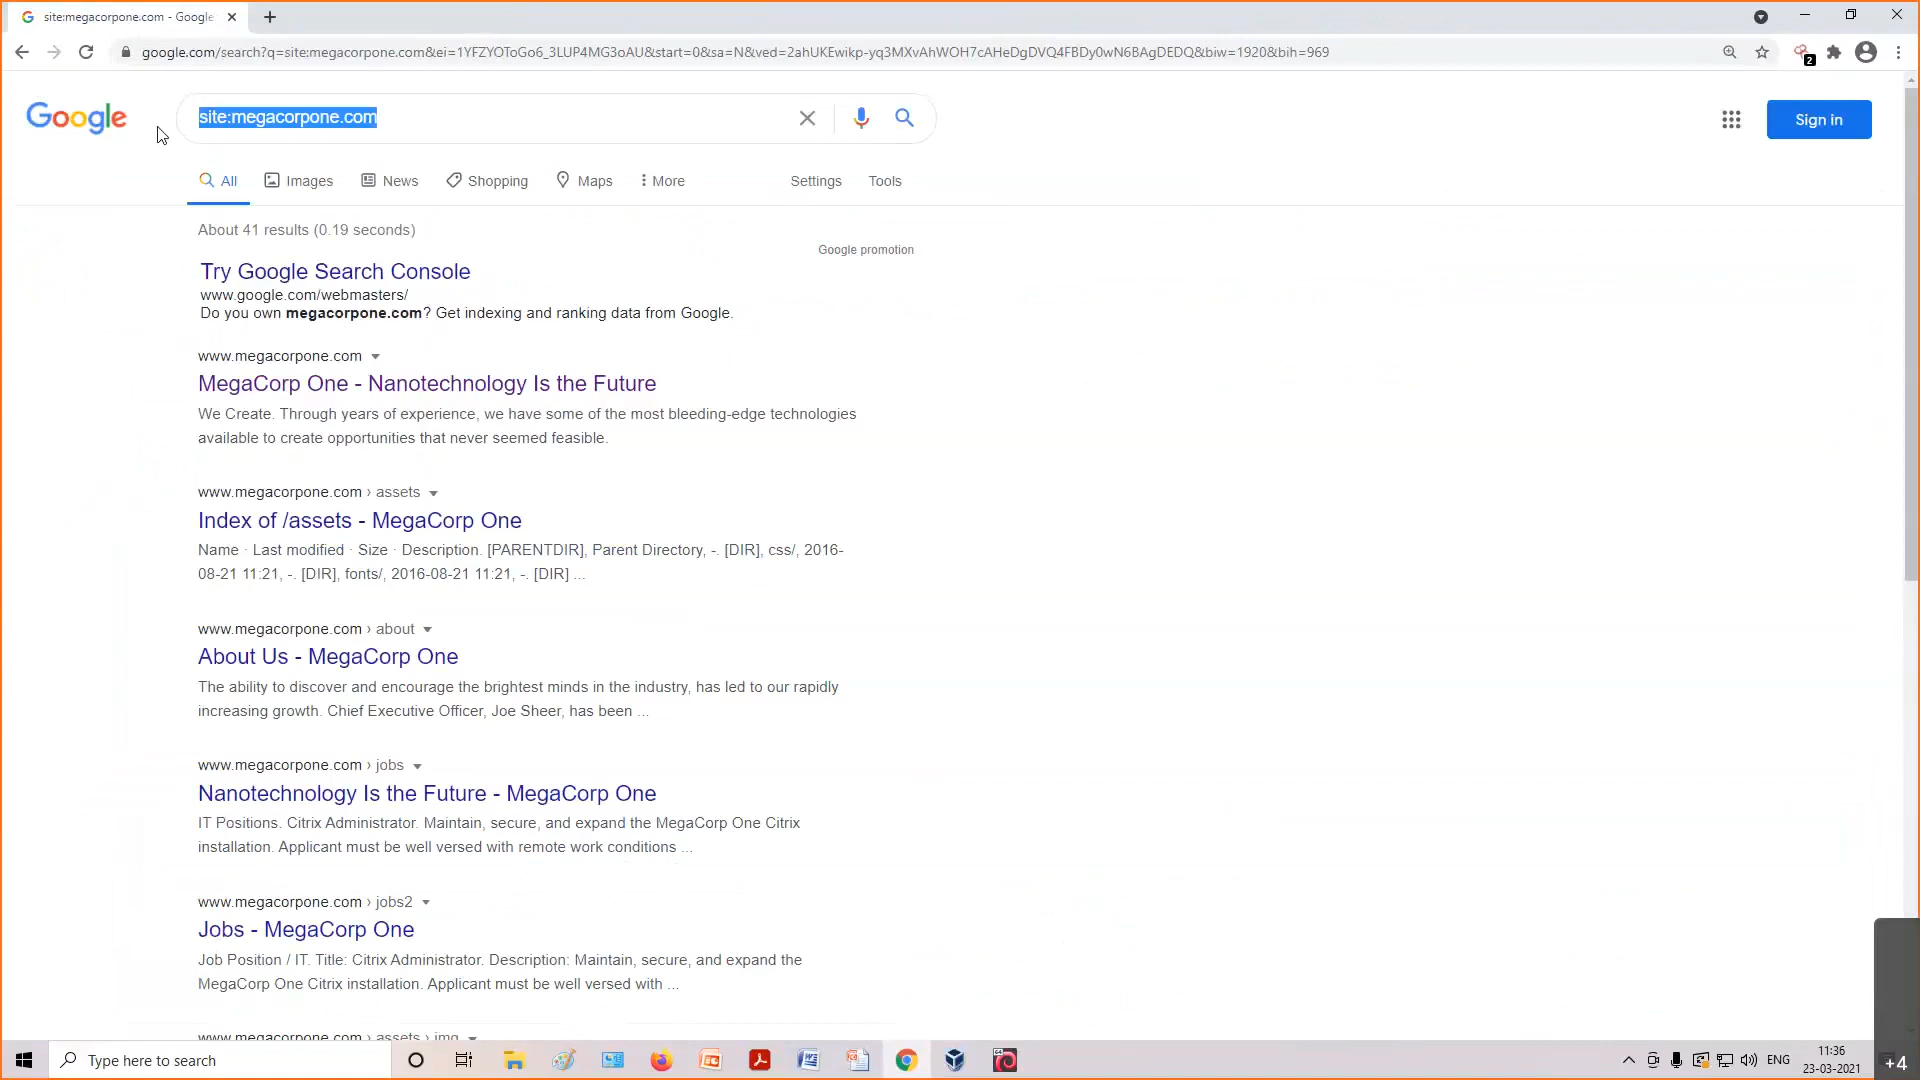 site:megacorpone.com - Google
google.com/search?q=site:megacorpone.com&ei=1YFZYOToGo6_3LUP4MG3oAU&start=0&sa=N&ved=2ahUKEwikp-yq3MXvAhWOH7cAHeDgDVQ4FBDy0wN6BAgDEDQ&biw=1920&bih=969
2
Google
site:megacorpone.com
Sign in
All
Images
News
Shopping
Maps
More
Settings
Tools
About 41 results (0.19 seconds)
Google promotion
Try Google Search Console
www.google.com/webmasters/
Do you own megacorpone.com? Get indexing and ranking data from Google.
www.megacorpone.com
MegaCorp One - Nanotechnology Is the Future
We Create. Through years of experience, we have some of the most bleeding-edge technologies
available to create opportunities that never seemed feasible.
www.megacorpone.com › assets
Index of /assets - MegaCorp One
Name · Last modified · Size · Description. [PARENTDIR], Parent Directory, -. [DIR], css/, 2016-
08-21 11:21, -. [DIR], fonts/, 2016-08-21 11:21, -. [DIR] ...
www.megacorpone.com › about
About Us - MegaCorp One
The ability to discover and encourage the brightest minds in the industry, has led to our rapidly
increasing growth. Chief Executive Officer, Joe Sheer, has been ...
www.megacorpone.com › jobs
Nanotechnology Is the Future - MegaCorp One
IT Positions. Citrix Administrator. Maintain, secure, and expand the MegaCorp One Citrix
installation. Applicant must be well versed with remote work conditions ...
www.megacorpone.com › jobs2
Jobs - MegaCorp One
Job Position / IT. Title: Citrix Administrator. Description: Maintain, secure, and expand the
MegaCorp One Citrix installation. Applicant must be well versed with ...
www.megacorpone.com › assets › img
Type here to search
ENG
11:36
23-03-2021
+4